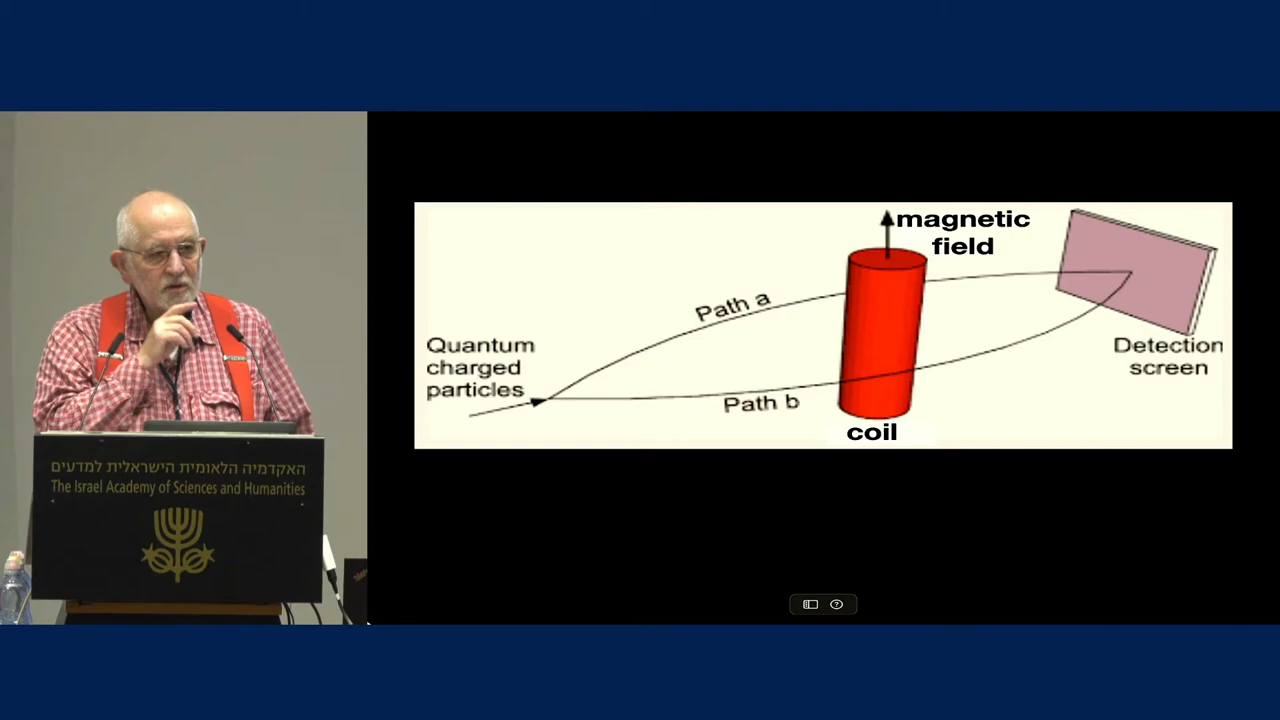 האקדמיה הלאומית הישראלית למדעים
The Israel Academy of Sciences and Humanities
magnetic
field
Path a
Quantum
charged
particles
Path b
coil
Detection
screen